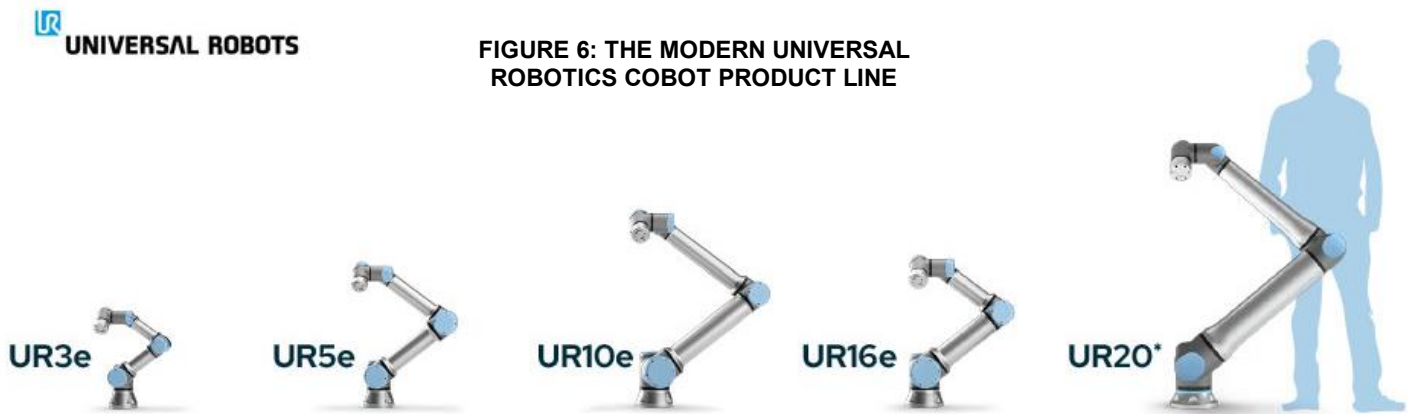 UR
UNIVERSAL ROBOTS
FIGURE 6: THE MODERN UNIVERSAL
ROBOTICS COBOT PRODUCT LINE
UR3e
UR5e
UR10e
UR16e
UR20*